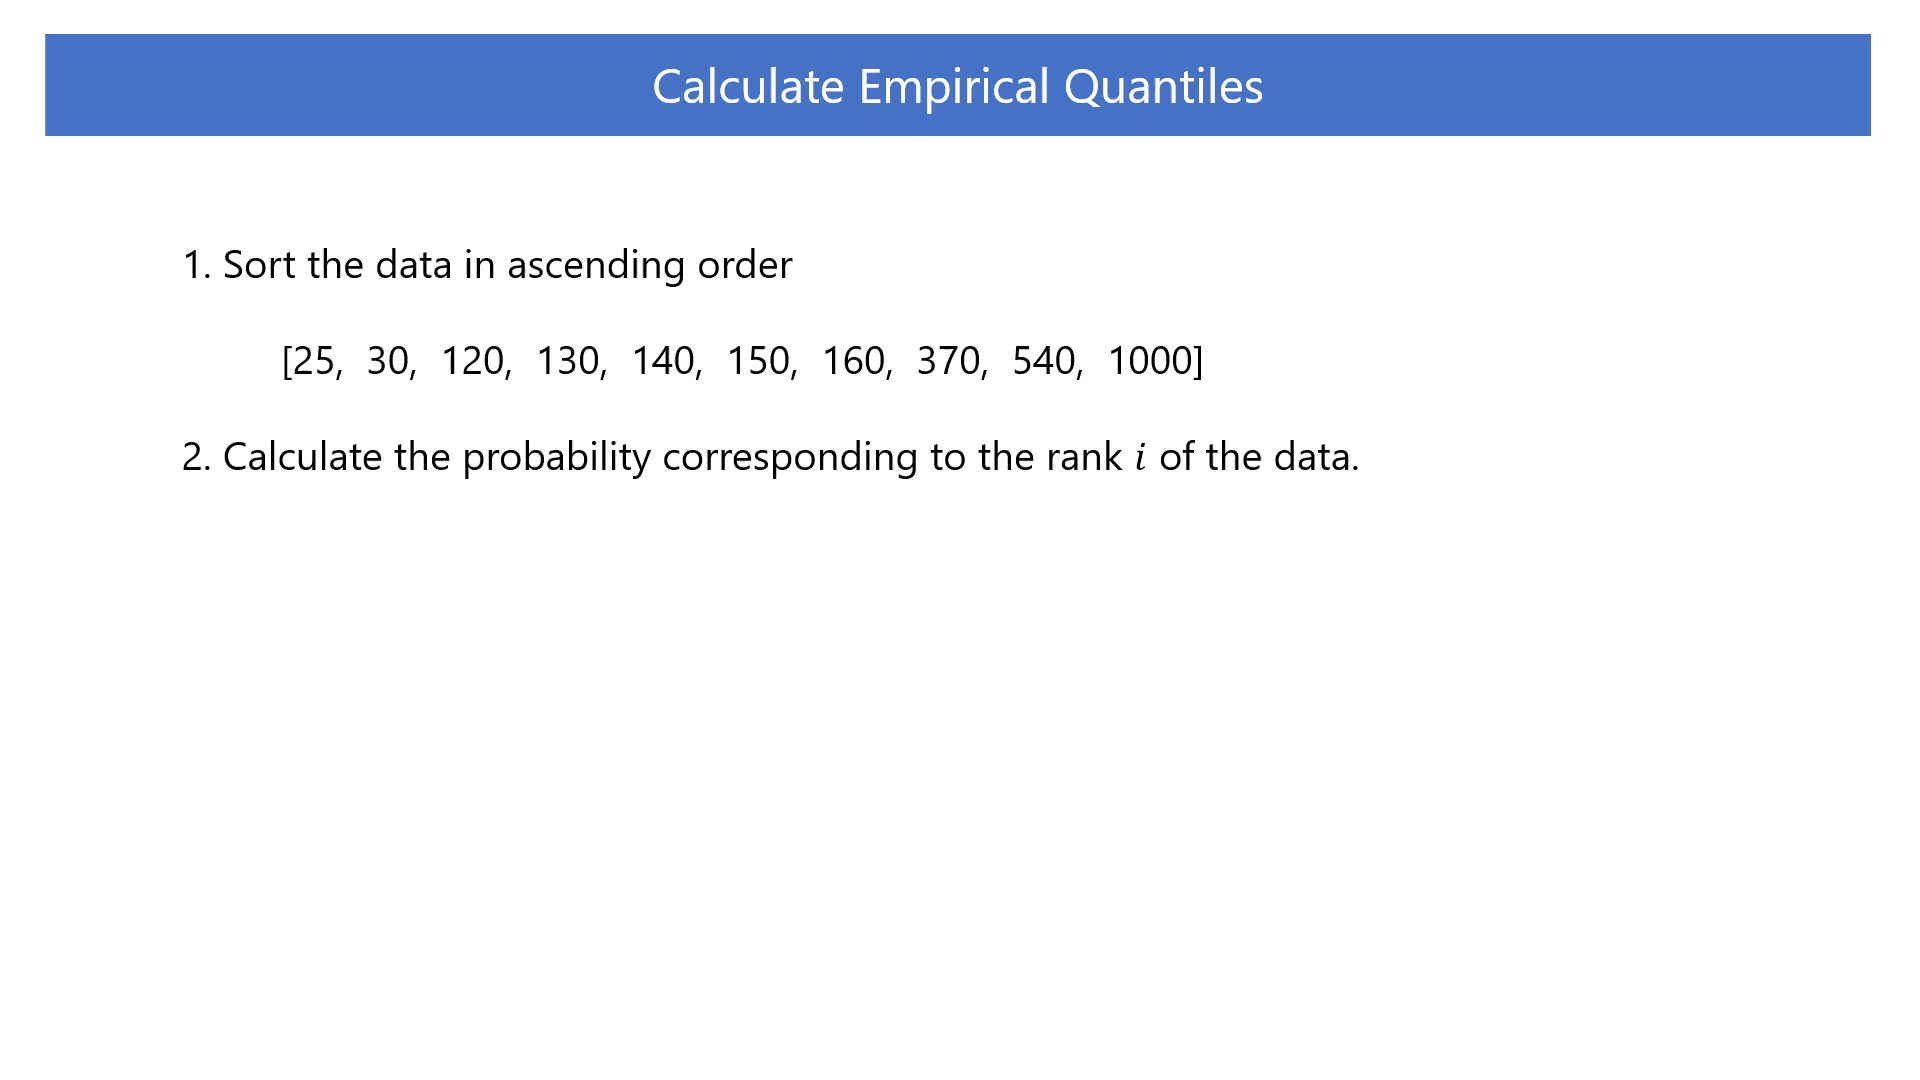 Calculate Empirical Quantiles
1. Sort the data in ascending order
[25, 30, 120, 130, 140, 150, 160, 370, 540, 1000]
2. Calculate the probability corresponding to the rank i of the data.